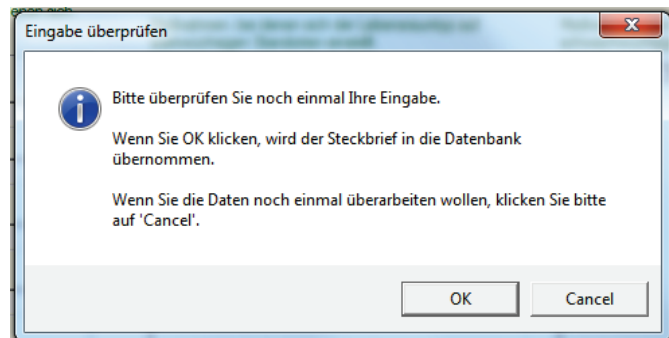 Eingabe überprüfen
Bitte überprüfen Sie noch einmal Ihre Eingabe.
Wenn Sie OK klicken, wird der Steckbrief in die Datenbank
übernommen.
Wenn Sie die Daten noch einmal überarbeiten wollen, klicken Sie bitte
auf 'Cancel'.
OK
Cancel